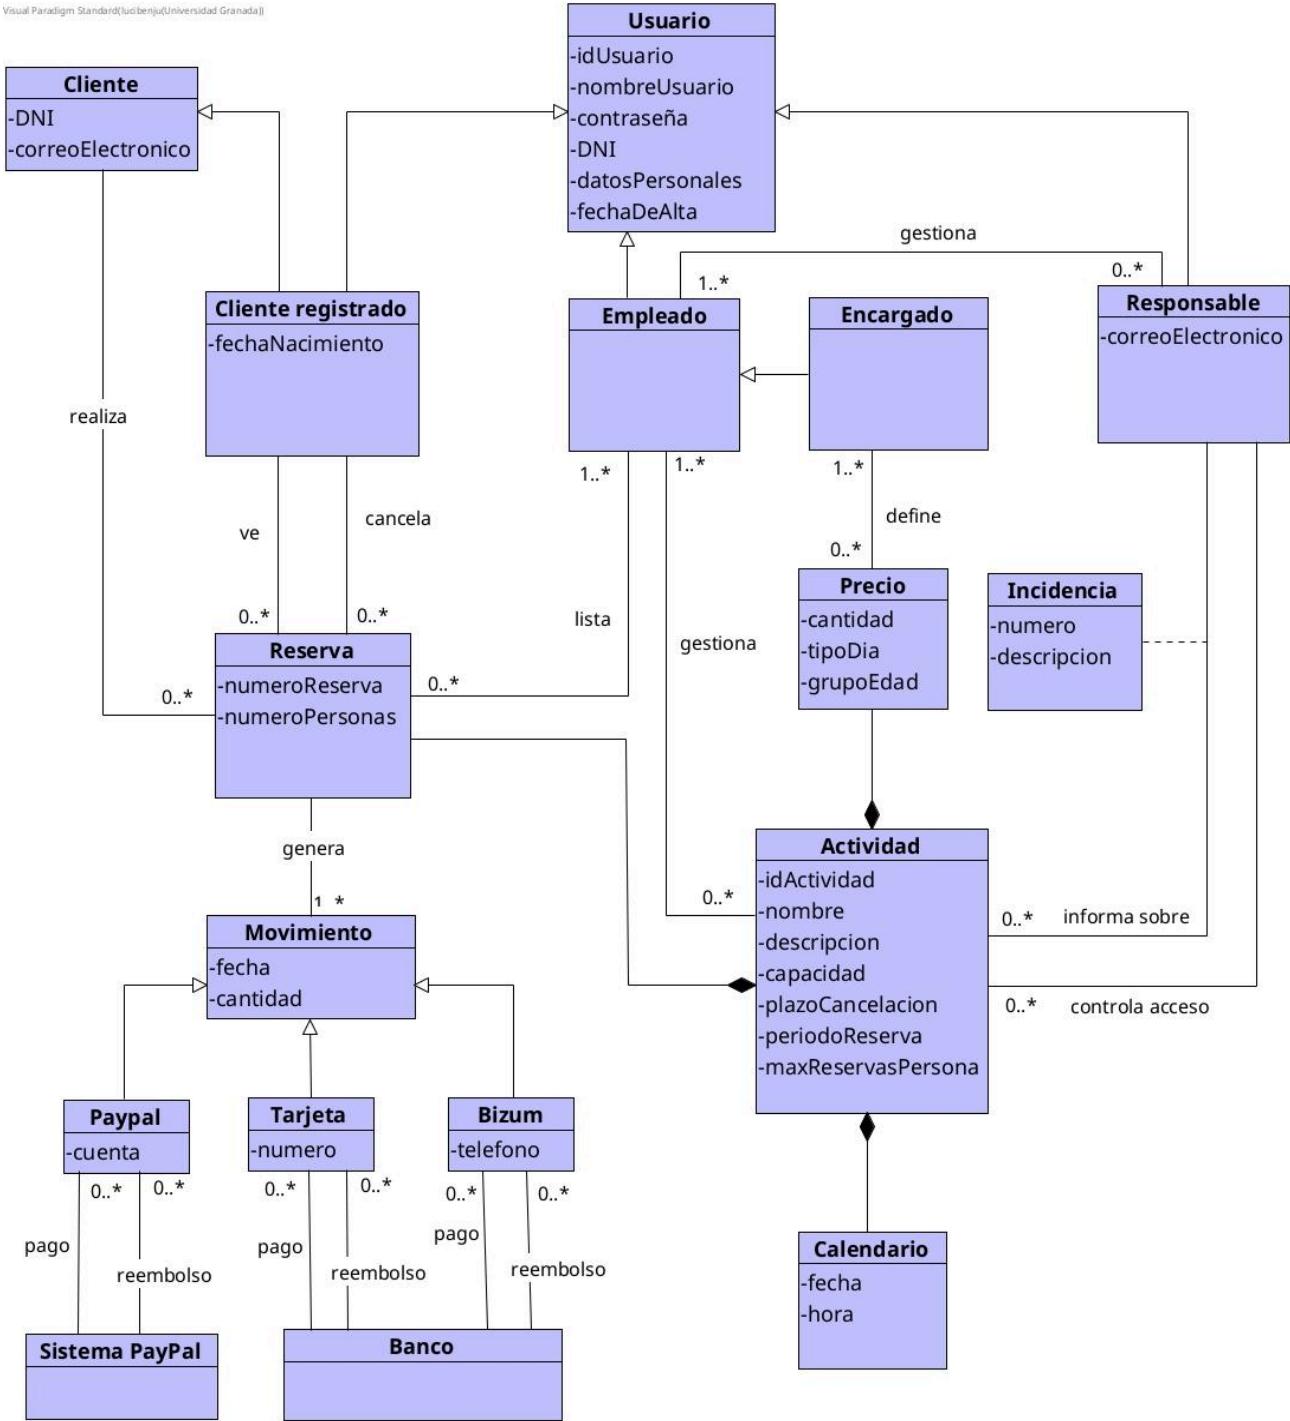 Visual Paradigm Standard(lucibenju(Universidad Granada))
Usuario
-idUsuario
-nombreUsuario
-contraseña
-DNI
-datosPersonales
-fechaDeAlta
Cliente
-DNI
-correoElectronico
gestiona
1..*
0..*
Cliente registrado
-fechaNacimiento
Empleado
Encargado
Responsable
-correoElectronico
realiza
ve
cancela
1..*
1..*
1..*
define
0..*
lista
gestiona
Precio
-cantidad
-tipoDia
-grupoEdad
Incidencia
-numero
-descripcion
0..*
0..*
0..*
0..*
Reserva
-numeroReserva
-numeroPersonas
genera
1 *
Movimiento
-fecha
-cantidad
0..*
Actividad
-idActividad
-nombre
-descripcion
-capacidad
-plazoCancelacion
-periodoReserva
-maxReservasPersona
0..*
informa sobre
0..*
controla acceso
Paypal
-cuenta
Tarjeta
-numero
Bizum
-telefono
0..*
0..*
0..*
0..*
0..*
0..*
pago
reembolso
pago
reembolso
pago
reembolso
Calendario
-fecha
-hora
Sistema PayPal
Banco